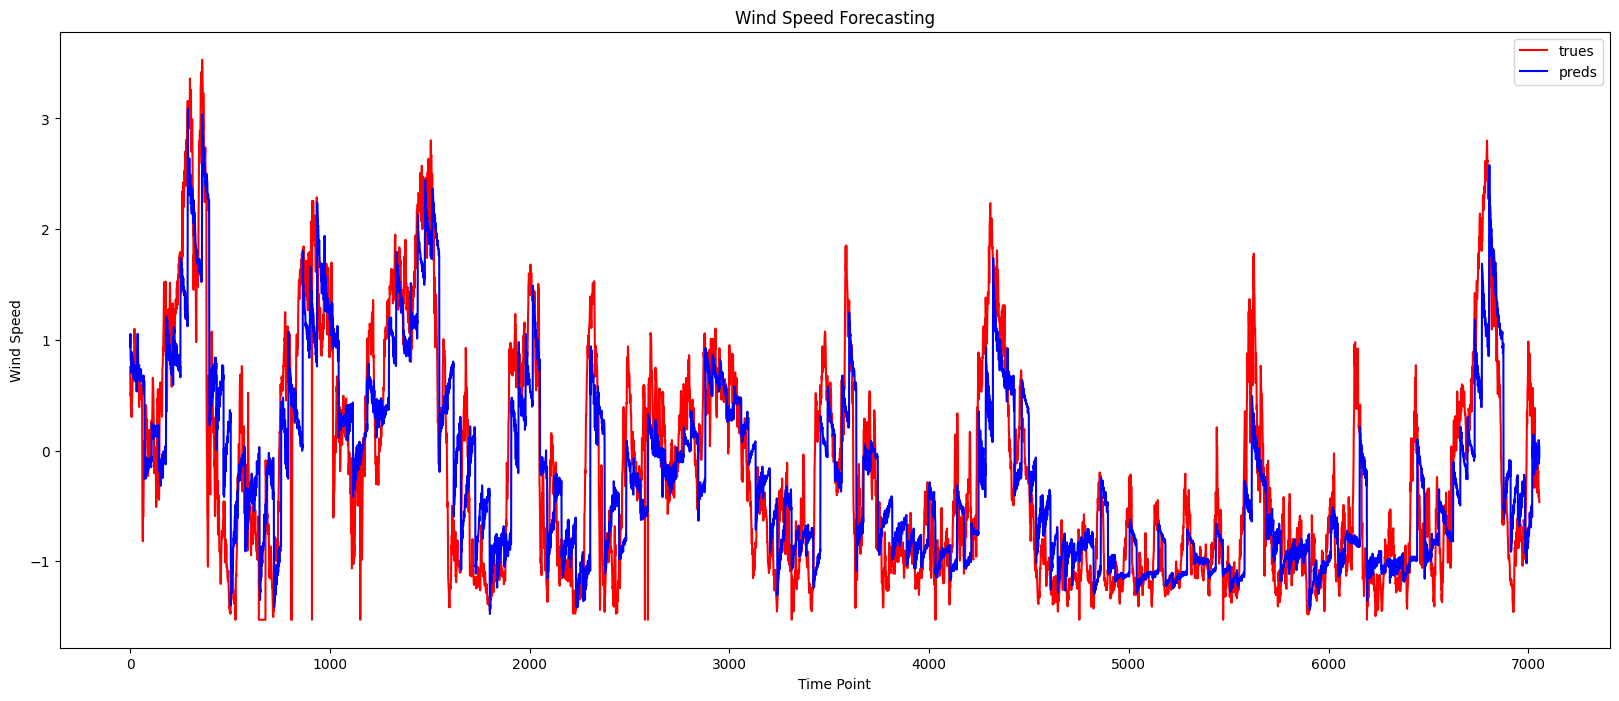 Wind Speed Forecasting
trues
preds
Wind Speed
3
2
1
0
−1
0 1000 2000 3000 4000 5000 6000 7000
Time Point